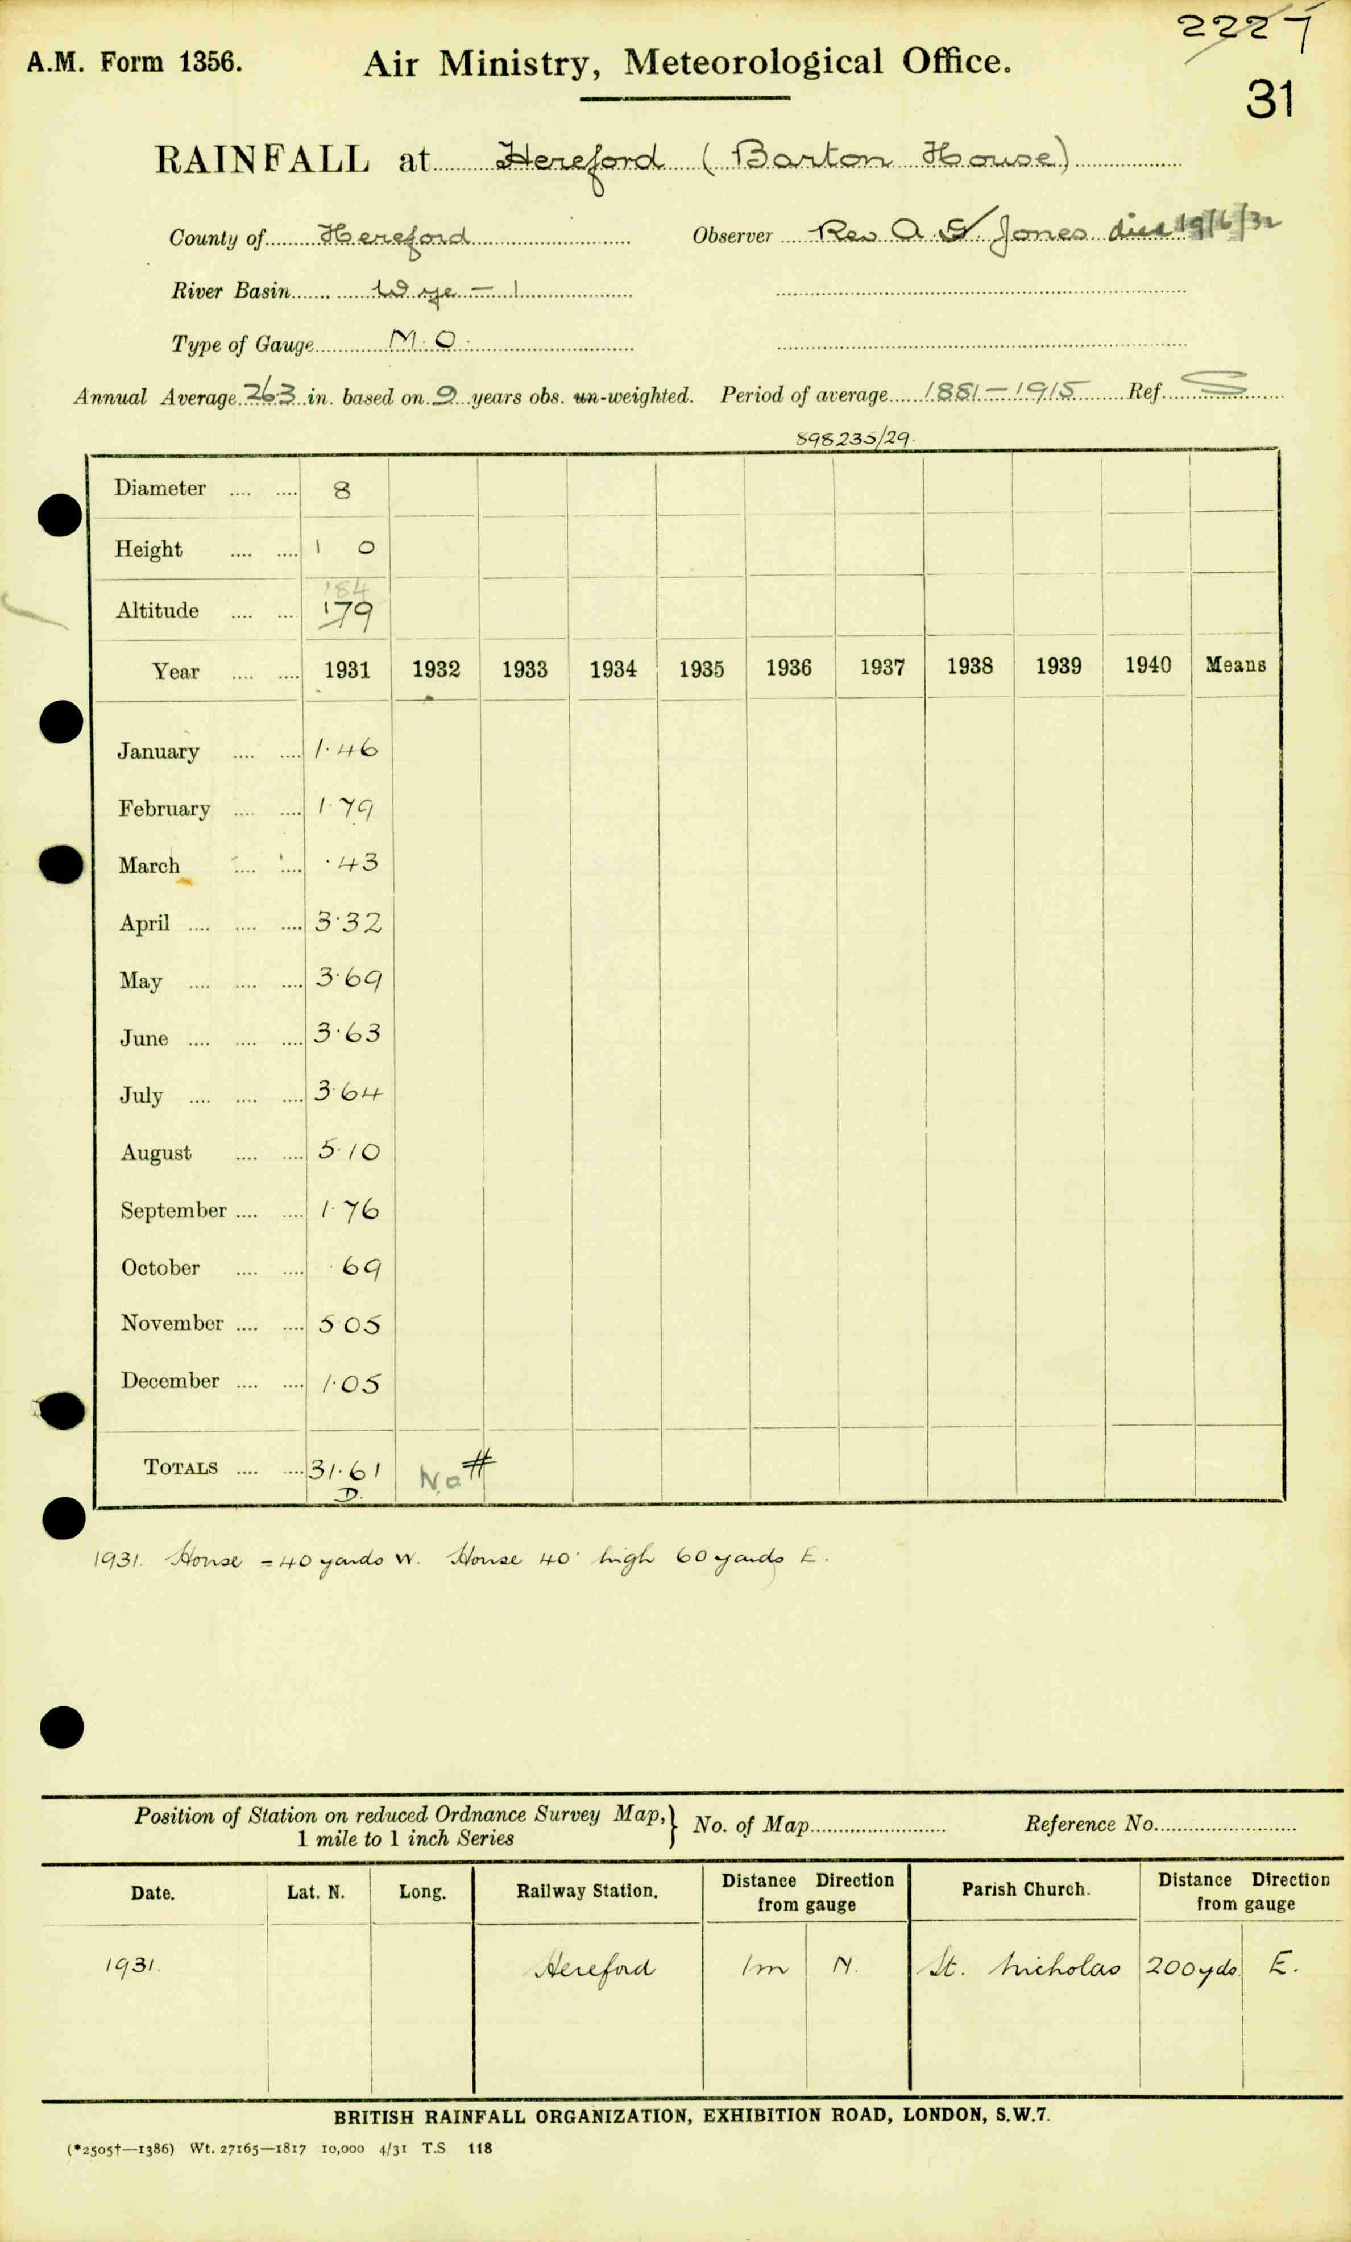 2227
A.M. Form 1356. Air Ministry, Meteorological Office.
31
RAINFALL at Hereford (Barton House)
County of Hereford Observer Rev A. G. Jones died 19/6/32
River Basin Wye - 1
Type of Gauge M.O.
Annual Average 26.3 in. based on 9 years obs. un-weighted. Period of average 1881-1915 Ref. S
898235/29.
Diameter .... .... 8
Height .... .... 1 0
184
Altitude .... .... 179
Year .... .... 1931 1932 1933 1934 1935 1936 1937 1938 1939 1940 Means
January .... .... 1.46
February .... .... 1.79
March .... .... .43
April .... .... .... 3.32
May .... .... .... 3.69
June .... .... .... 3.63
July .... .... .... 3.64
August .... .... 5.10
September .... .... 1.76
October .... .... .69
November .... .... 5.05
December .... .... 1.05
TOTALS .... .... 31.61 No #
D.
1931. House = 40 yards W. House 40' high 60 yards E.
Position of Station on reduced Ordnance Survey Map,} No. of Map Reference No.
1 mile to 1 inch Series
Date. Lat. N. Long. Railway Station. Distance Direction from gauge Parish Church. Distance Direction from gauge
1931. Hereford 1m N. St. Nicholas 200yds E.
BRITISH RAINFALL ORGANIZATION, EXHIBITION ROAD, LONDON, S.W.7.
(*2505†—1386) Wt. 27165—1817 10,000 4/31 T.S 118